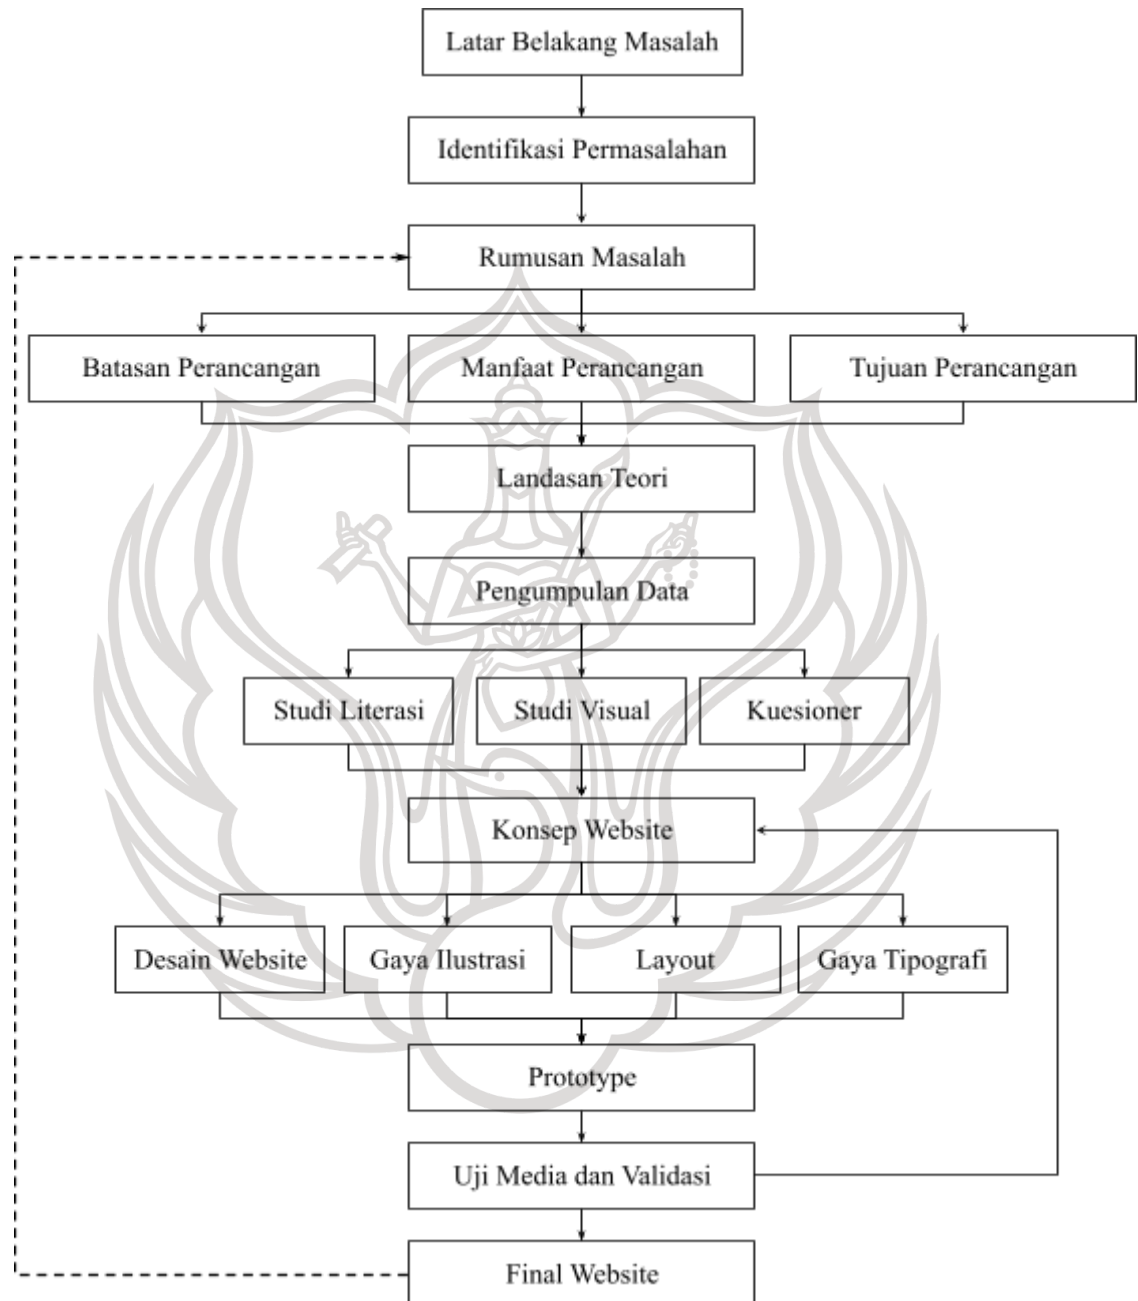 Latar Belakang Masalah
Identifikasi Permasalahan
Rumusan Masalah
Batasan Perancangan
Manfaat Perancangan
Tujuan Perancangan
Landasan Teori
Pengumpulan Data
Studi Literasi
Studi Visual
Kuesioner
Konsep Website
Desain Website
Gaya Ilustrasi
Layout
Gaya Tipografi
Prototype
Uji Media dan Validasi
Final Website